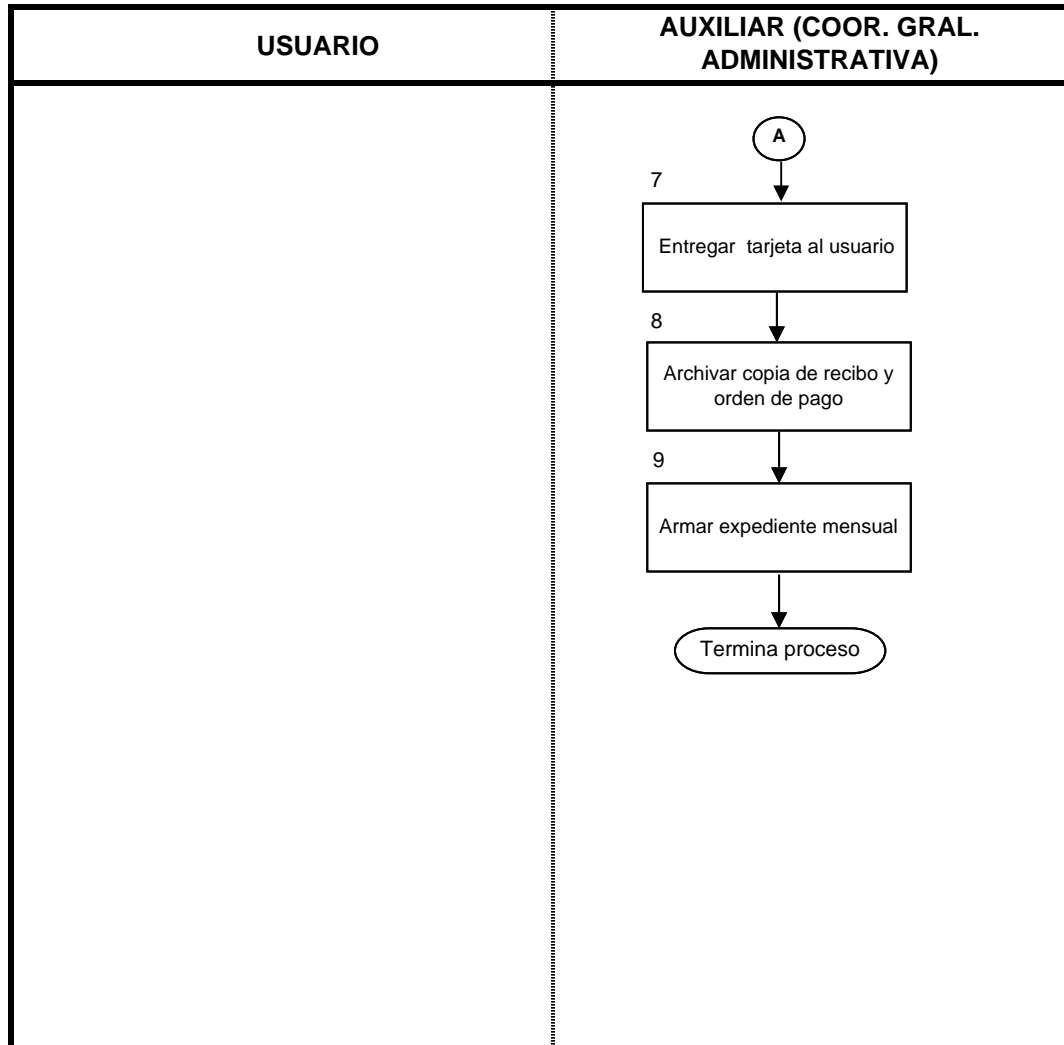 USUARIO
AUXILIAR (COOR. GRAL.
ADMINISTRATIVA)
A
7
Entregar tarjeta al usuario
8
Archivar copia de recibo y
orden de pago
9
Armar expediente mensual
Termina proceso